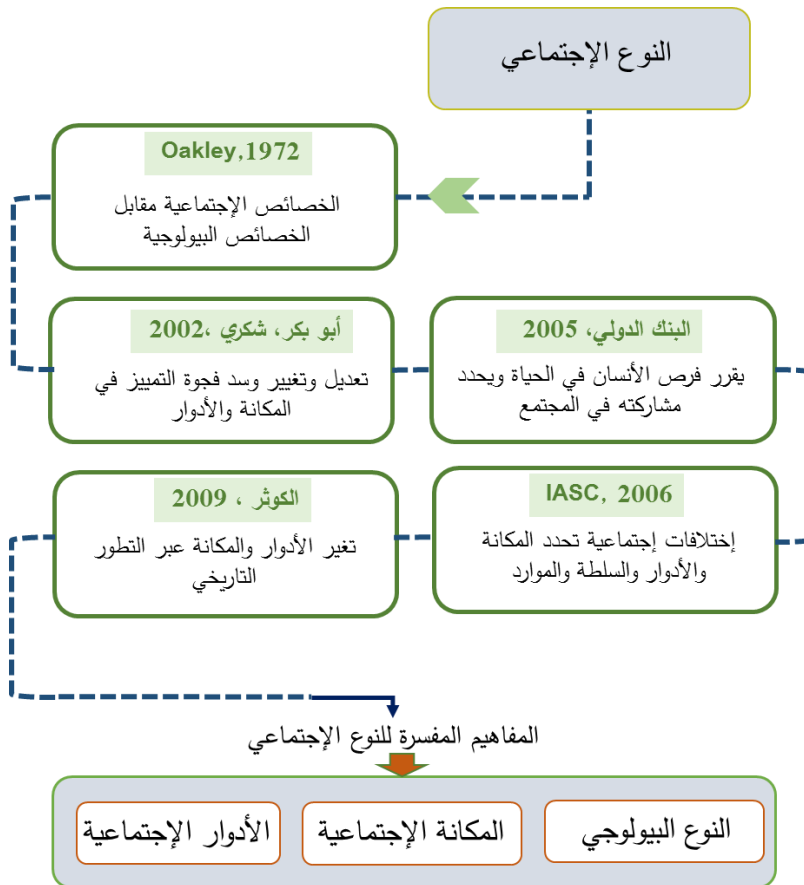 النوع الإجتماعي
Oakley,1972
الخصائص الإجتماعية مقابل
الخصائص البيولوجية
أبو بكر، شكري ،2002
تعديل وتغيير وسد فجوة التمييز في
المكانة والأدوار
البنك الدولي، 2005
يقرر فرص الأنسان في الحياة ويحدد
مشاركته في المجتمع
IASC, 2006
إختلافات إجتماعية تحدد المكانة
والأدوار والسلطة والموارد
الكوثر ، 2009
تغير الأدوار والمكانة عبر التطور
التاريخي
المفاهيم المفسرة للنوع الإجتماعي
النوع البيولوجي
المكانة الإجتماعية
الأدوار الإجتماعية